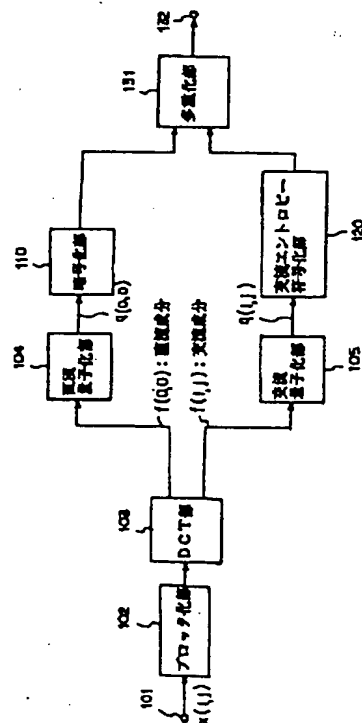 101
x(i,j)
102
ブロック化部
103
DCT部
f(0,0):直流成分
f(i,j):交流成分
104
直流
量子化部
q(0,0)
110
暗号化部
105
交流
量子化部
q(i,j)
120
交流エントロピー
符号化部
131
多重化部
132